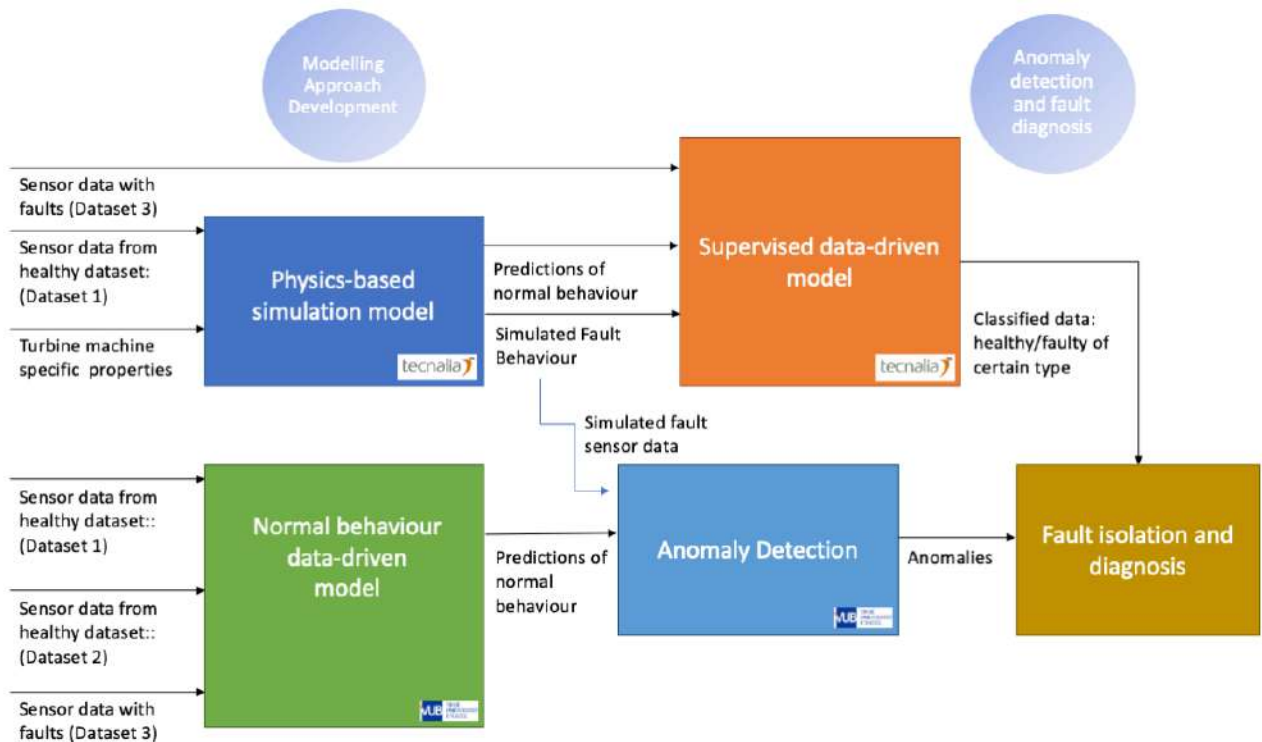 Modelling
Approach
Development
Anomaly
detection
and fault
diagnosis
Sensor data with
faults (Dataset 3)
Sensor data from
healthy dataset:
(Dataset 1)
Turbine machine
specific properties
Physics-based
simulation model
tecnalia
Predictions of
normal behaviour
Simulated Fault
Behaviour
Supervised data-driven
model
tecnalia
Classified data:
healthy/faulty of
certain type
Simulated fault
sensor data
Sensor data from
healthy dataset::
(Dataset 1)
Sensor data from
healthy dataset::
(Dataset 2)
Sensor data with
faults (Dataset 3)
Normal behaviour
data-driven
model
VUB
Predictions of
normal
behaviour
Anomaly Detection
VUB
Anomalies
Fault isolation and
diagnosis